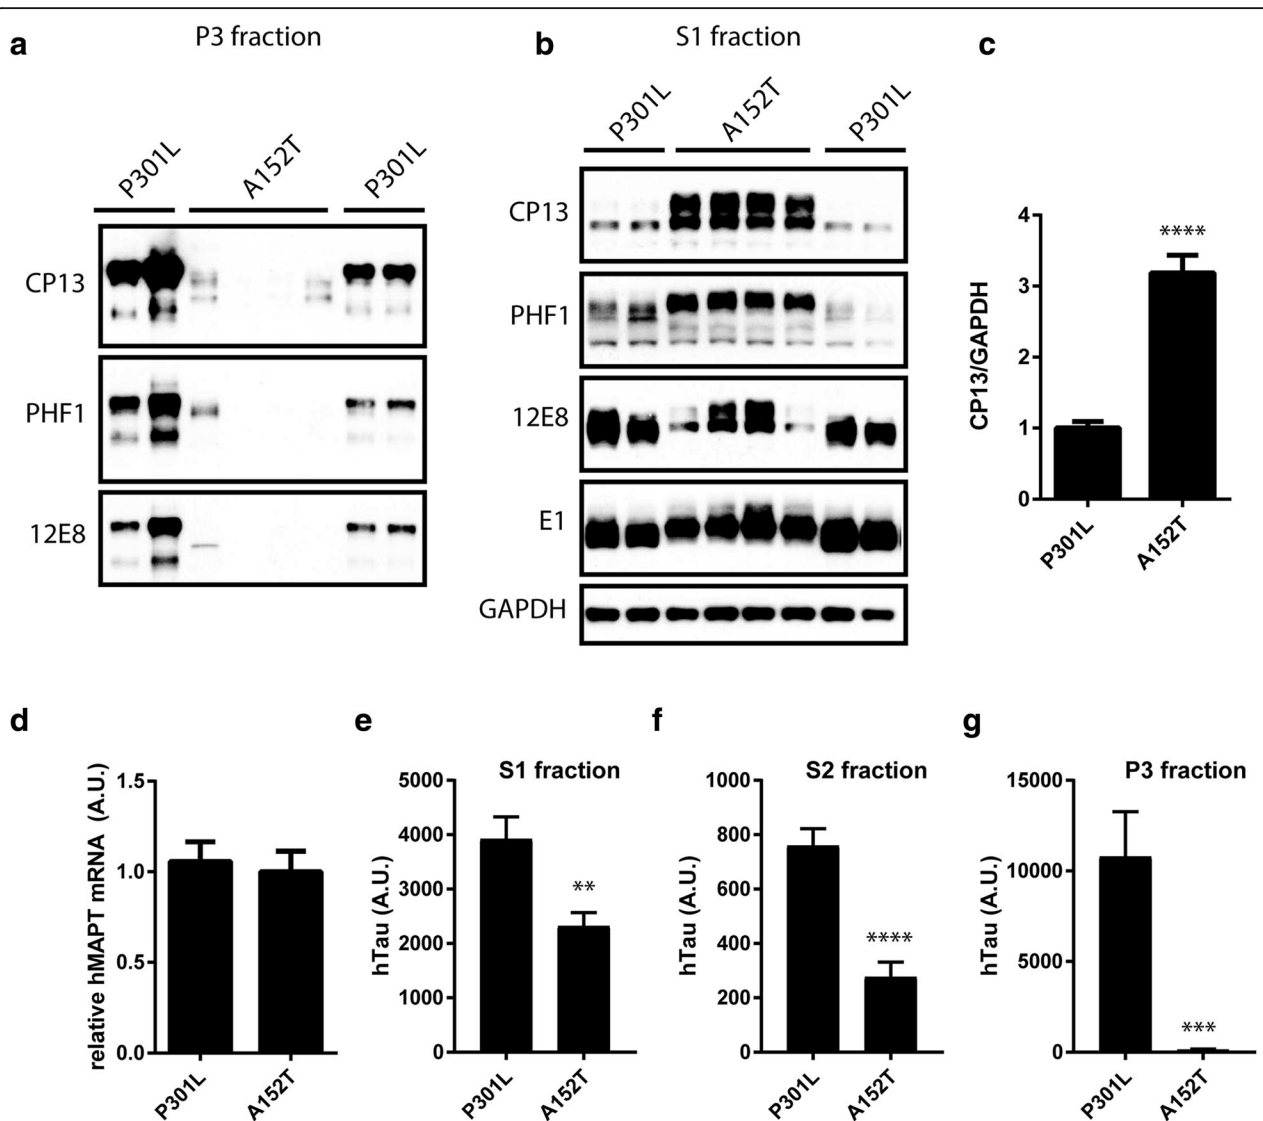 a
P3 fraction
P301L
A152T
P301L
CP13
PHF1
12E8
b
S1 fraction
P301L
A152T
P301L
CP13
PHF1
12E8
E1
GAPDH
c
CP13/GAPDH
4
3
2
1
0
****
P301L
A152T
d
relative hMAPT mRNA (A.U.)
1.5
1.0
0.5
0.0
P301L
A152T
e
S1 fraction
hTau (A.U.)
5000
4000
3000
2000
1000
0
**
P301L
A152T
f
S2 fraction
hTau (A.U.)
1000
800
600
400
200
0
****
P301L
A152T
g
P3 fraction
hTau (A.U.)
15000
10000
5000
0
***
P301L
A152T